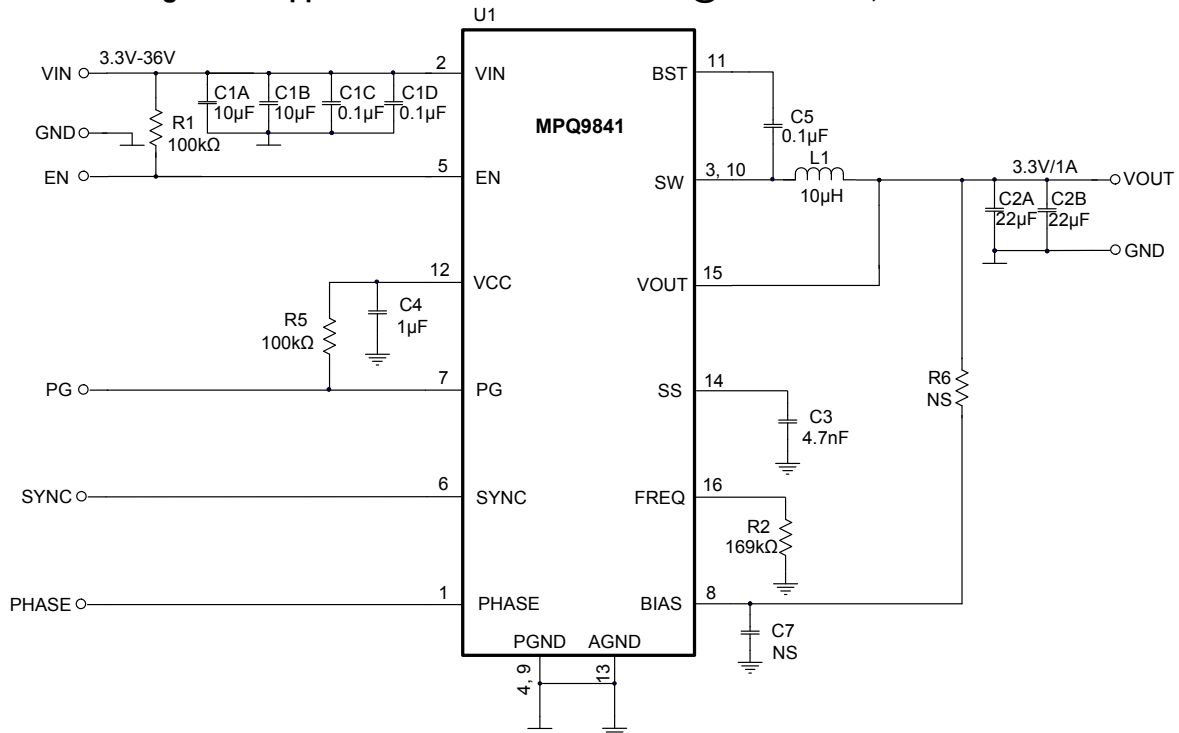 U1
3.3V-36V
VIN
2
VIN
BST
11
C1A
10µF
C1B
10µF
C1C
0.1µF
C1D
0.1µF
R1
100kΩ
GND
MPQ9841
C5
0.1µF
L1
10µH
EN
5
EN
SW
3, 10
3.3V/1A
VOUT
C2A
22µF
C2B
22µF
GND
12
VCC
VOUT
15
R5
100kΩ
C4
1µF
PG
7
PG
SS
14
C3
4.7nF
R6
NS
SYNC
6
SYNC
FREQ
16
R2
169kΩ
PHASE
1
PHASE
BIAS
8
C7
NS
PGND
AGND
4, 9
13